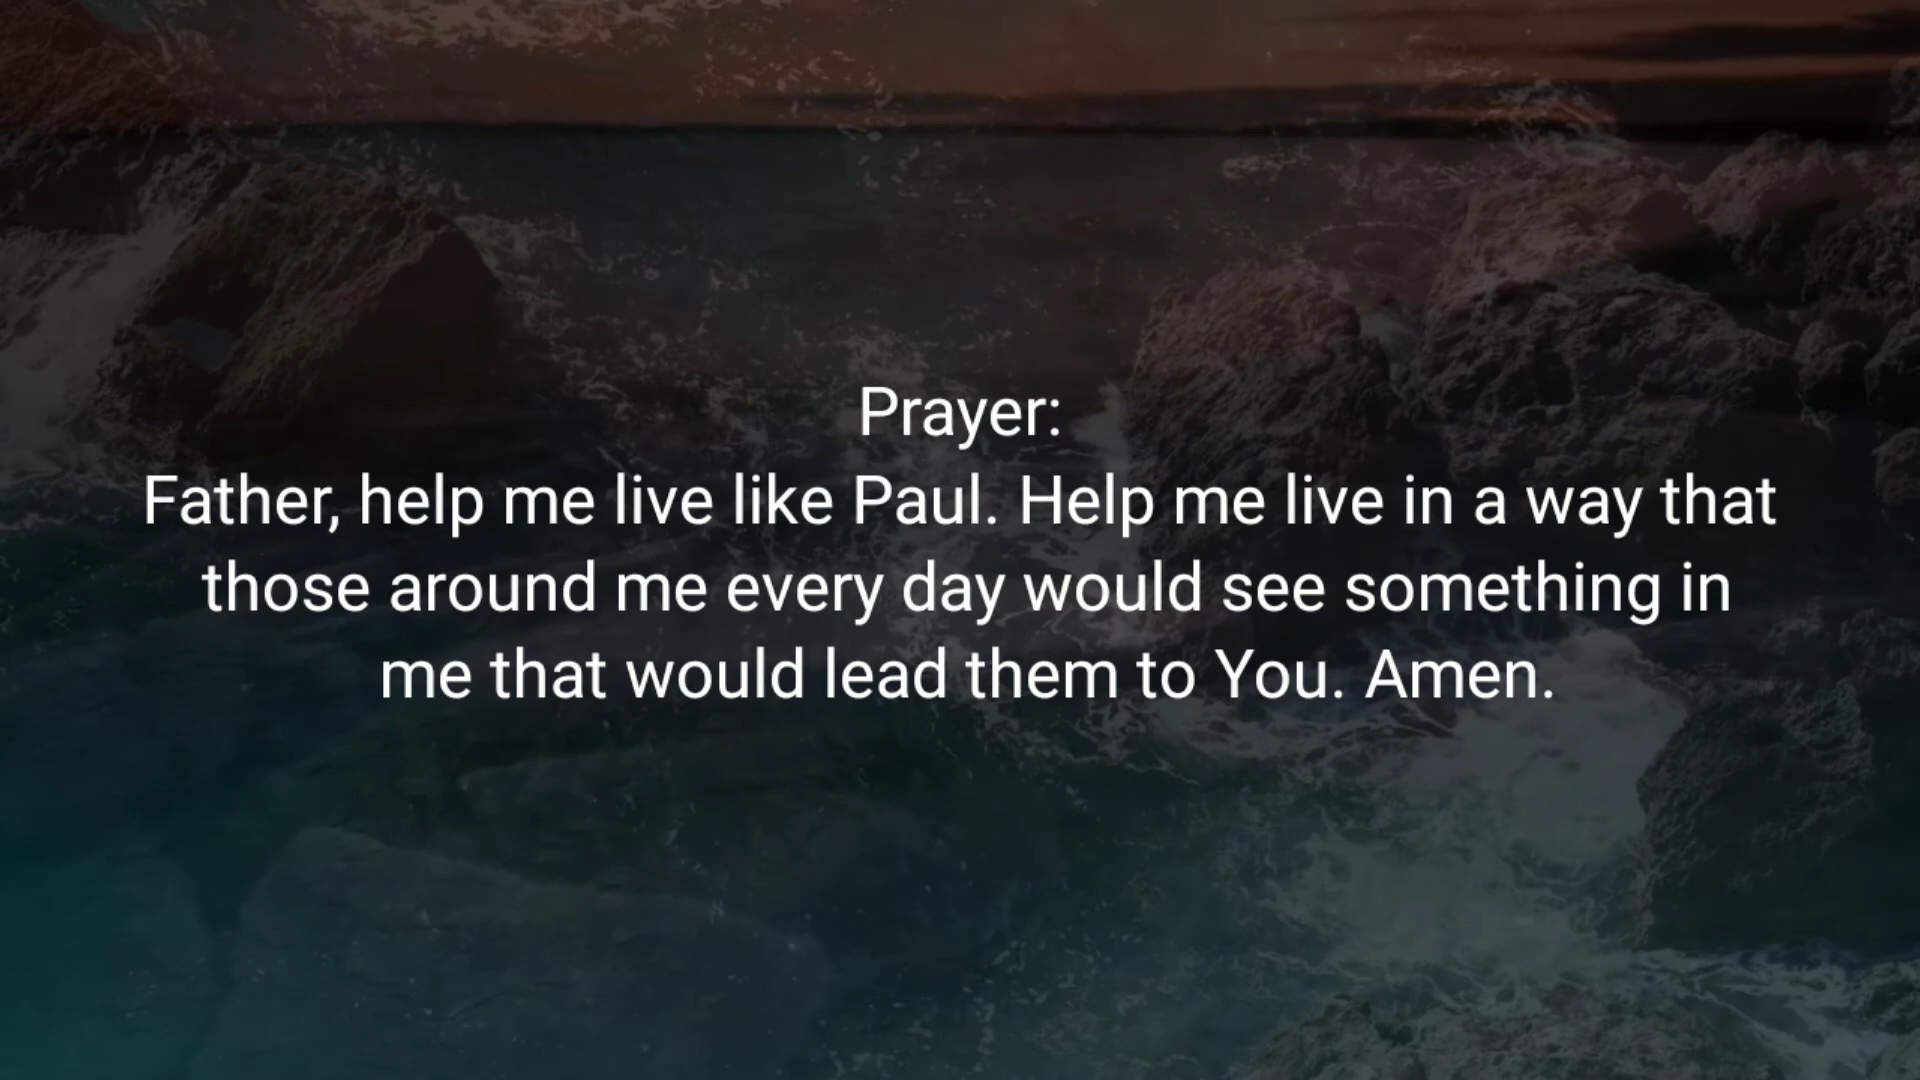 Prayer:
Father, help me live like Paul. Help me live in a way that
those around me every day would see something in
me that would lead them to You. Amen.